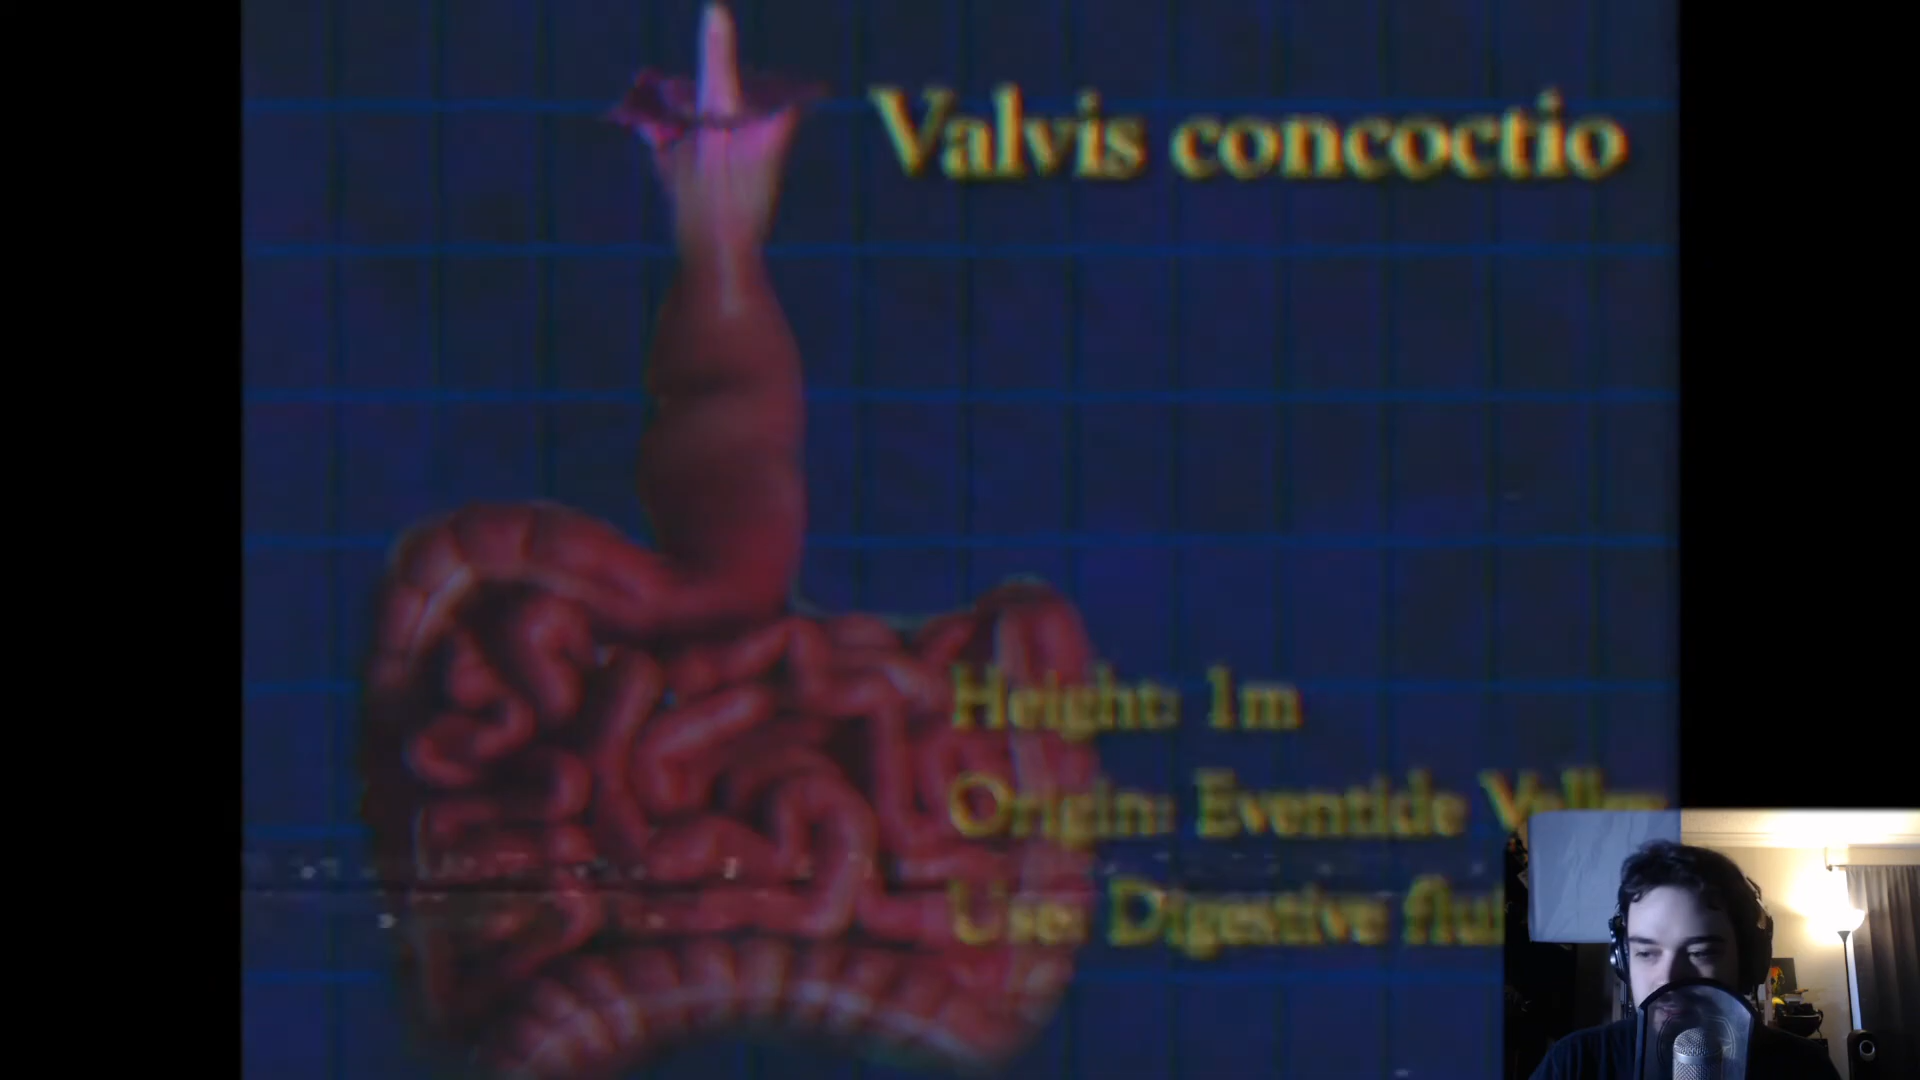 Valvis concoctio
Height: 1m
Origin: Eventide
Use: Digestive